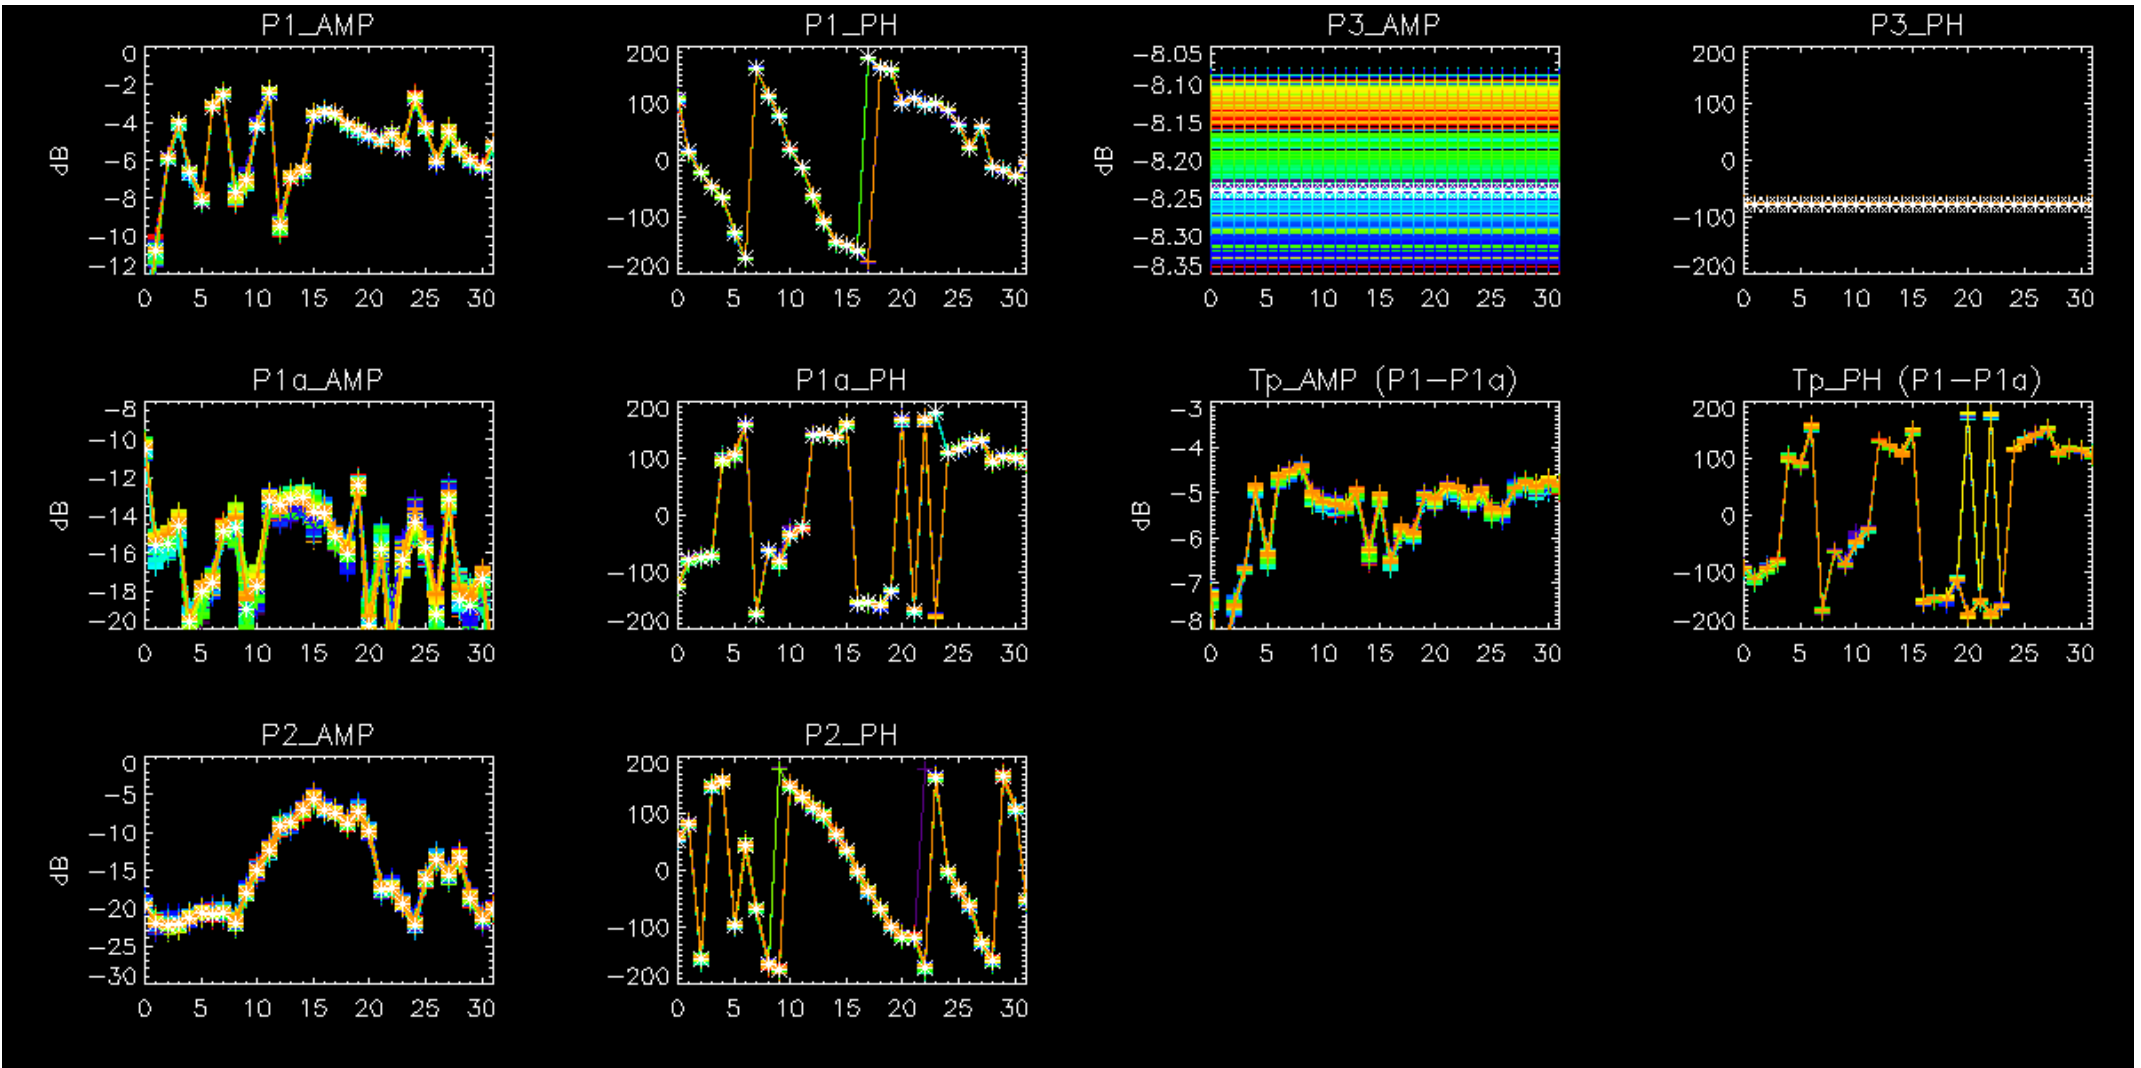 P1_AMP
P1_PH
P3_AMP
P3_PH
0
−2
−4
−6
−8
−10
−12
dB
0 5 10 15 20 25 30
200
100
0
−100
−200
0 5 10 15 20 25 30
−8.05
−8.10
−8.15
−8.20
−8.25
−8.30
−8.35
dB
0 5 10 15 20 25 30
200
100
0
−100
−200
0 5 10 15 20 25 30
P1a_AMP
P1a_PH
Tp_AMP (P1−P1a)
Tp_PH (P1−P1a)
−8
−10
−12
−14
−16
−18
−20
dB
0 5 10 15 20 25 30
200
100
0
−100
−200
0 5 10 15 20 25 30
−3
−4
−5
−6
−7
−8
dB
0 5 10 15 20 25 30
200
100
0
−100
−200
0 5 10 15 20 25 30
P2_AMP
P2_PH
0
−5
−10
−15
−20
−25
−30
dB
0 5 10 15 20 25 30
200
100
0
−100
−200
0 5 10 15 20 25 30